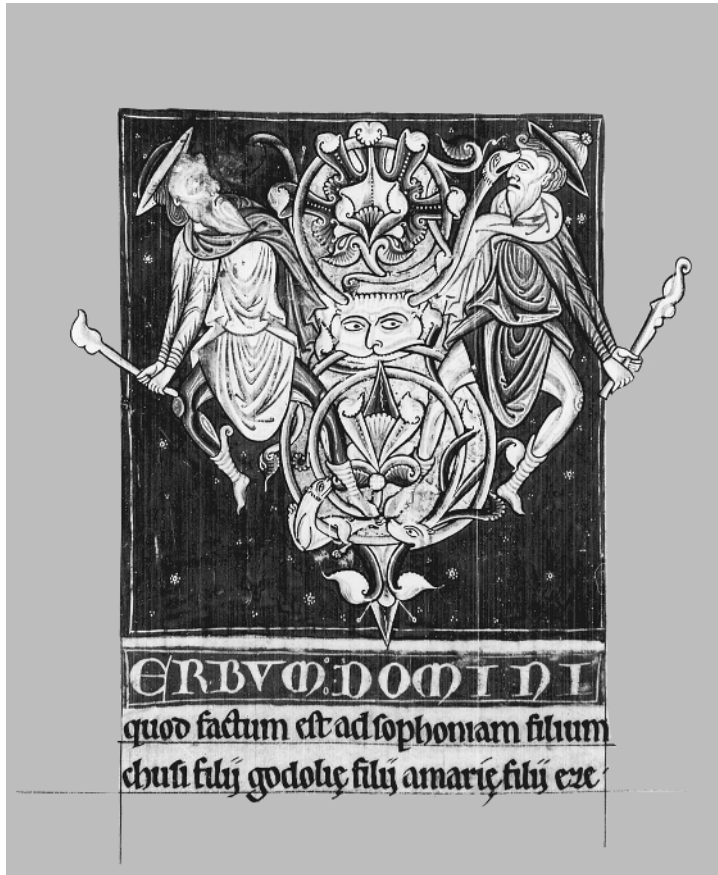 ERBVM: DOMINI
quod factum est ad sophoniam filium
chusi filij godolię filij amarię filij eze